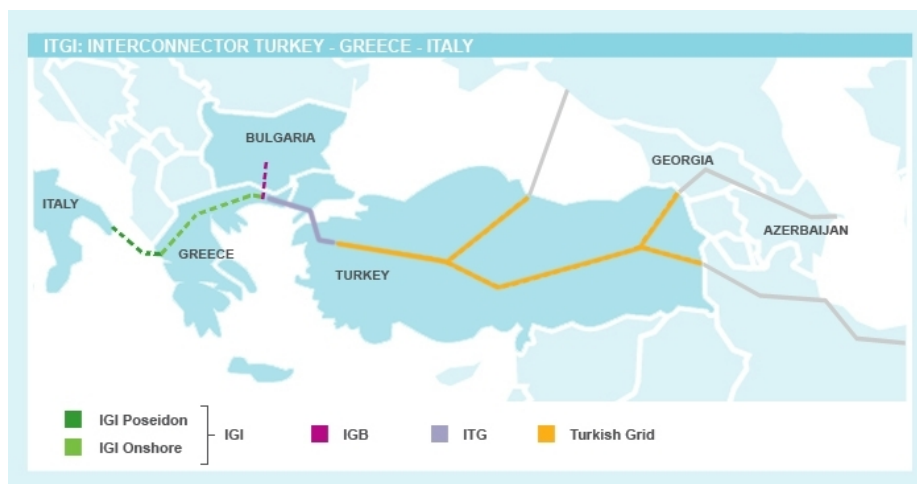 ITGI: INTERCONNECTOR TURKEY - GREECE - ITALY
BULGARIA
GEORGIA
ITALY
AZERBAIJAN
GREECE
TURKEY
IGI Poseidon
IGI Onshore
IGI
IGB
ITG
Turkish Grid